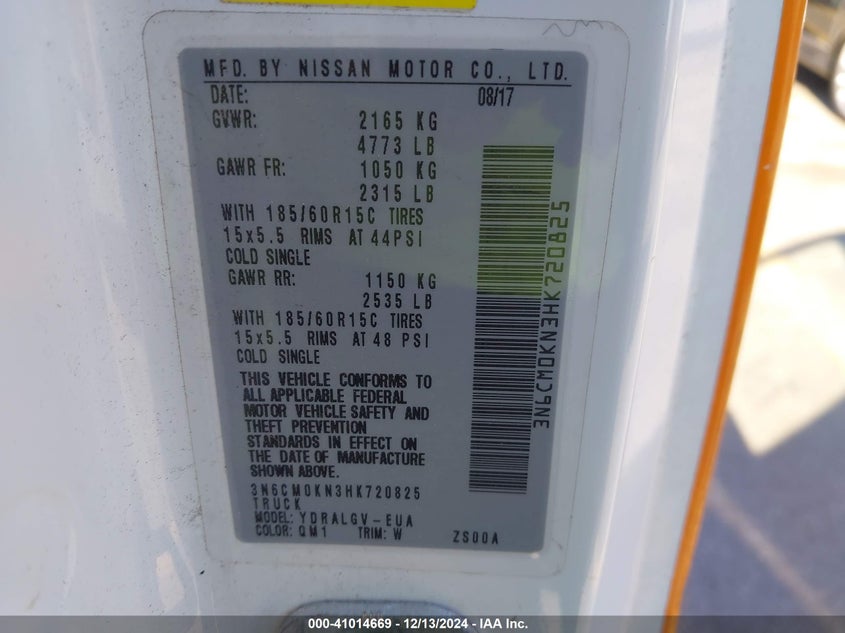 MFD. BY NISSAN MOTOR CO., LTD.
DATE: 08/17
GVWR: 2165 KG
4773 LB
GAWR FR: 1050 KG
2315 LB
WITH 185/60R15C TIRES
15x5.5 RIMS AT 44PSI
COLD SINGLE
GAWR RR: 1150 KG
2535 LB
WITH 185/60R15C TIRES
15x5.5 RIMS AT 48 PSI
COLD SINGLE
THIS VEHICLE CONFORMS TO
ALL APPLICABLE FEDERAL
MOTOR VEHICLE SAFETY AND
THEFT PREVENTION
STANDARDS IN EFFECT ON
THE DATE OF MANUFACTURE
SHOWN ABOVE.
3N6CM0KN3HK720825
TRUCK
MODEL: YDRALGV-EUA
COLOR: QM1 TRIM: W ZS00A
3N6CM0KN3HK720825
000-41014669 - 12/13/2024 - IAA Inc.